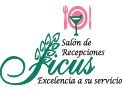 Salón de
Recepciones
Ficus
Excelencia a su servicio